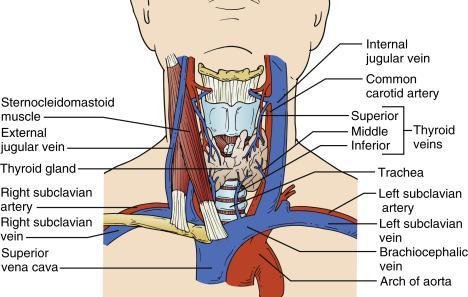 Sternocleidomastoid
muscle
External
jugular vein
Thyroid gland
Right subclavian
artery
Right subclavian
vein
Superior
vena cava
Internal
jugular vein
Common
carotid artery
Superior
Middle
Inferior
Thyroid
veins
Trachea
Left subclavian
artery
Left subclavian
vein
Brachiocephalic
vein
Arch of aorta